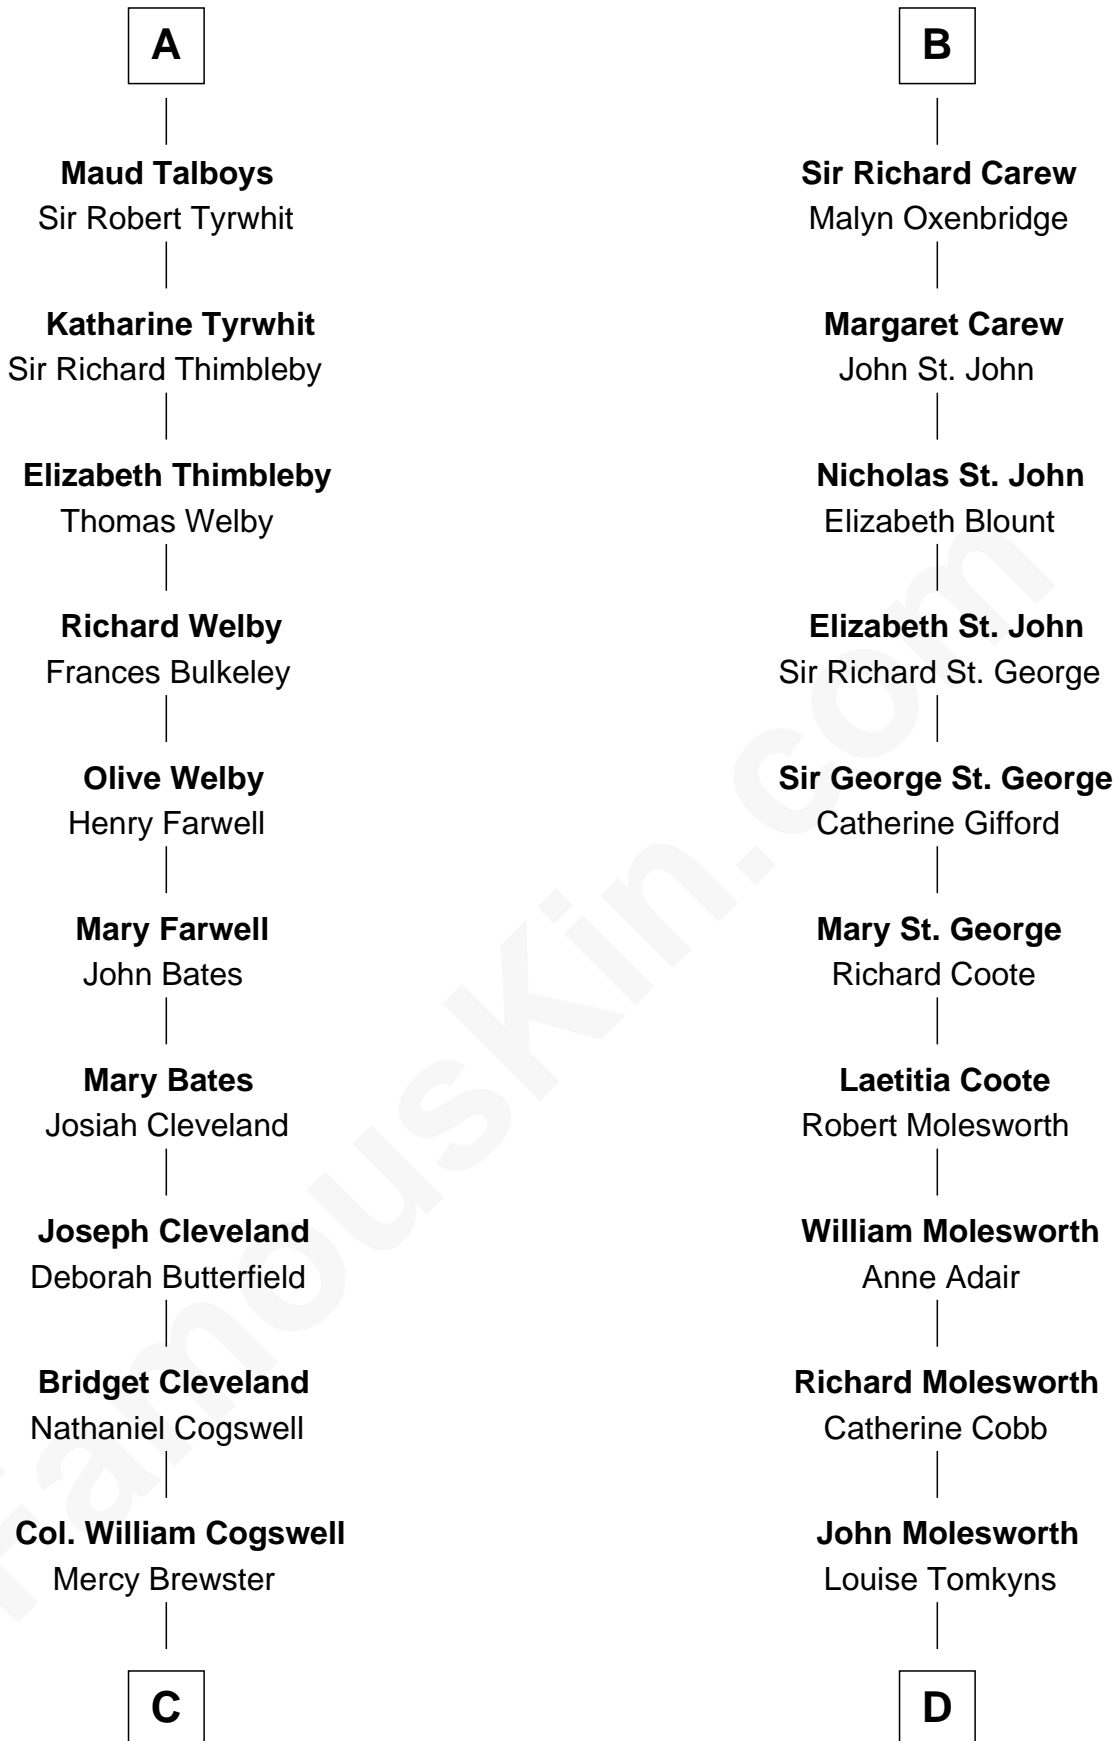 A
Maud Talboys
Sir Robert Tyrwhit
Katharine Tyrwhit
Sir Richard Thimbleby
Elizabeth Thimbleby
Thomas Welby
Richard Welby
Frances Bulkeley
Olive Welby
Henry Farwell
Mary Farwell
John Bates
Mary Bates
Josiah Cleveland
Joseph Cleveland
Deborah Butterfield
Bridget Cleveland
Nathaniel Cogswell
Col. William Cogswell
Mercy Brewster
C
B
Sir Richard Carew
Malyn Oxenbridge
Margaret Carew
John St. John
Nicholas St. John
Elizabeth Blount
Elizabeth St. John
Sir Richard St. George
Sir George St. George
Catherine Gifford
Mary St. George
Richard Coote
Laetitia Coote
Robert Molesworth
William Molesworth
Anne Adair
Richard Molesworth
Catherine Cobb
John Molesworth
Louise Tomkyns
D
FamousKin.com